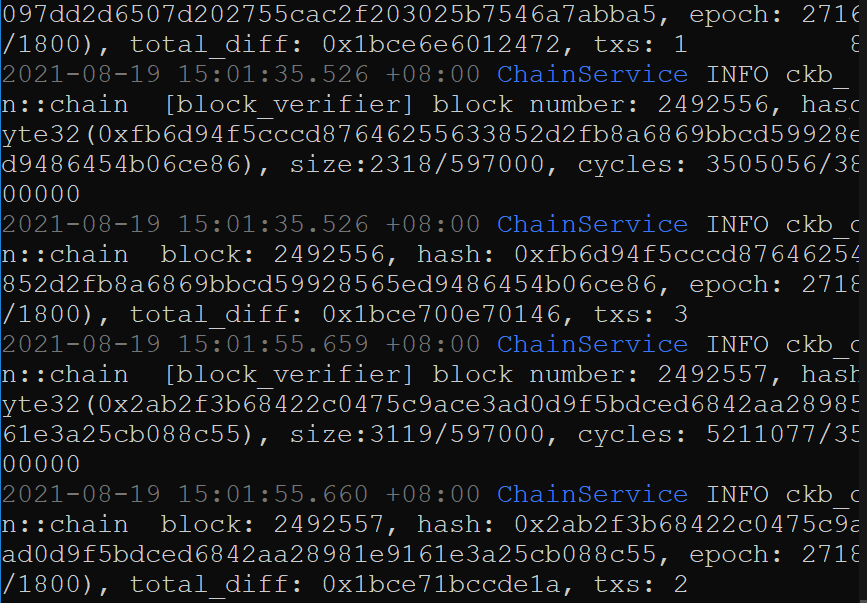 097dd2d6507d202755cac2f203025b7546a7abba5, epoch: 2716
/1800), total_diff: 0x1bce6e6012472, txs: 1 8
2021-08-19 15:01:35.526 +08:00 ChainService INFO ckb_
n::chain [block_verifier] block number: 2492556, hasc
yte32(0xfb6d94f5cccd87646255633852d2fb8a6869bbcd59928e
d9486454b06ce86), size:2318/597000, cycles: 3505056/38
00000
2021-08-19 15:01:35.526 +08:00 ChainService INFO ckb_c
n::chain block: 2492556, hash: 0xfb6d94f5cccd87646254
852d2fb8a6869bbcd59928565ed9486454b06ce86, epoch: 2718
/1800), total_diff: 0x1bce700e70146, txs: 3
2021-08-19 15:01:55.659 +08:00 ChainService INFO ckb_c
n::chain [block_verifier] block number: 2492557, hash
yte32(0x2ab2f3b68422c0475c9ace3ad0d9f5bdced6842aa28985
61e3a25cb088c55), size:3119/597000, cycles: 5211077/35
00000
2021-08-19 15:01:55.660 +08:00 ChainService INFO ckb_c
n::chain block: 2492557, hash: 0x2ab2f3b68422c0475c9a
ad0d9f5bdced6842aa28981e9161e3a25cb088c55, epoch: 2718
/1800), total_diff: 0x1bce71bccde1a, txs: 2